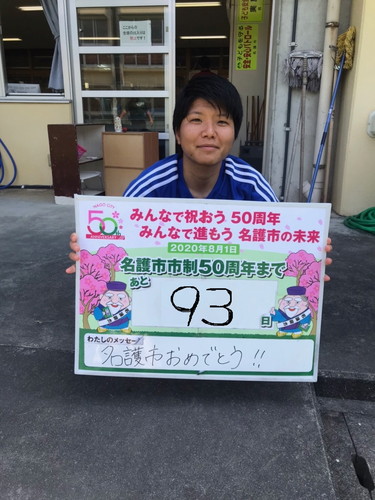 みんなで祝おう 50周年
みんなで進もう 名護市の未来
2020年8月1日
名護市市制50周年まで
あと
93
日
わたしのメッセージ
名護市おめでとう!!